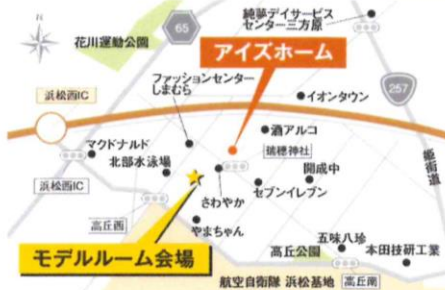 N
65
純夢デイサービス
センター三方原
花川運動公園
アイズホーム
ファッションセンター
しまむら
イオンタウン
257
浜松西IC
酒アルコ
マクドナルド
瑞穂神社
姫街道
北部水泳場
開成中
浜松西IC
さわやか
セブンイレブン
高丘西
やまちゃん
五味八珍
モデルルーム会場
高丘公園
本田技研工業
航空自衛隊 浜松基地
高丘南